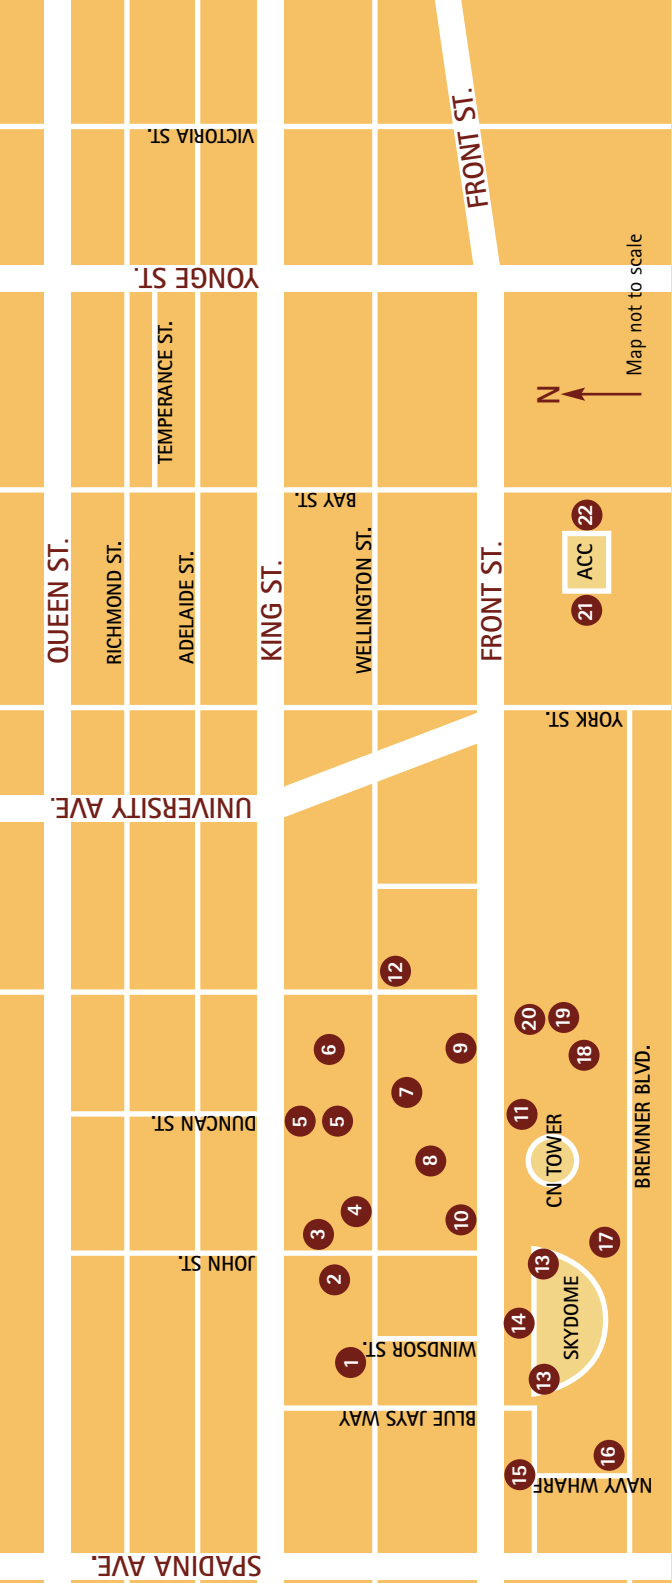 QUEEN ST.
RICHMOND ST.
TEMPERANCE ST.
ADELAIDE ST.
KING ST.
WELLINGTON ST.
FRONT ST.
FRONT ST.
BREMNER BLVD.
SPADINA AVE.
NAVY WHARF
BLUE JAYS WAY
WINDSOR ST.
JOHN ST.
DUNCAN ST.
UNIVERSITY AVE.
YORK ST.
BAY ST.
YONGE ST.
VICTORIA ST.
SKYDOME
CN TOWER
ACC
N
Map not to scale
1
2
3
4
5
5
6
7
8
9
10
11
12
13
13
14
15
16
17
18
19
20
21
22